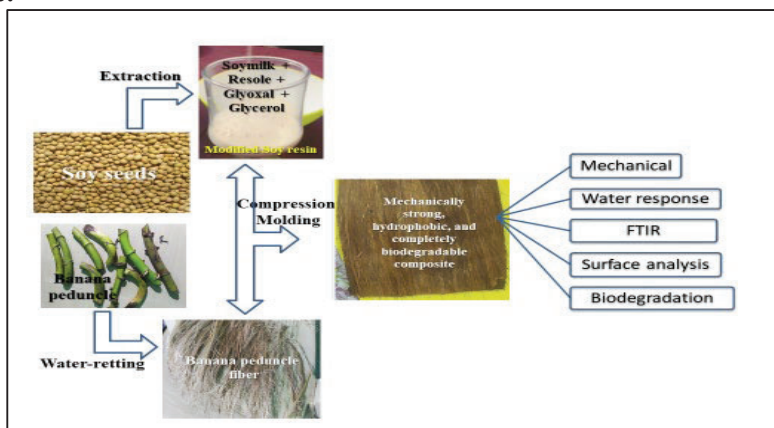 Extraction
Soymilk +
Resole +
Glyoxal +
Glycerol
Modified Soy resin
Soy seeds
Banana
peduncle
Water-retting
Banana peduncle
fiber
Compression
Molding
Mechanically
strong,
hydrophobic, and
completely
biodegradable
composite
Mechanical
Water response
FTIR
Surface analysis
Biodegradation